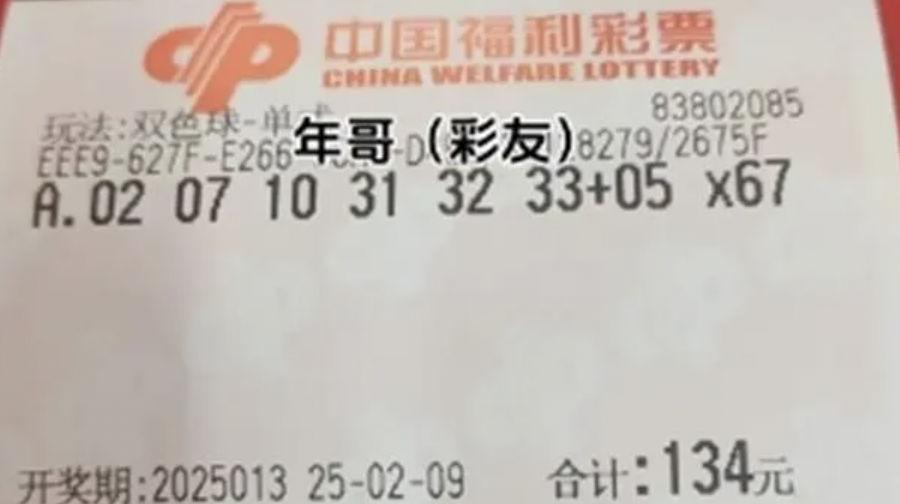 中国福利彩票
CHINA WELFARE LOTTERY
83802085
玩法:双色球-单式
年哥（彩友）
EEE9-627F-E266 8279/2675F
A.02 07 10 31 32 33+05 x67
开奖期:2025013 25-02-09 合计:134元